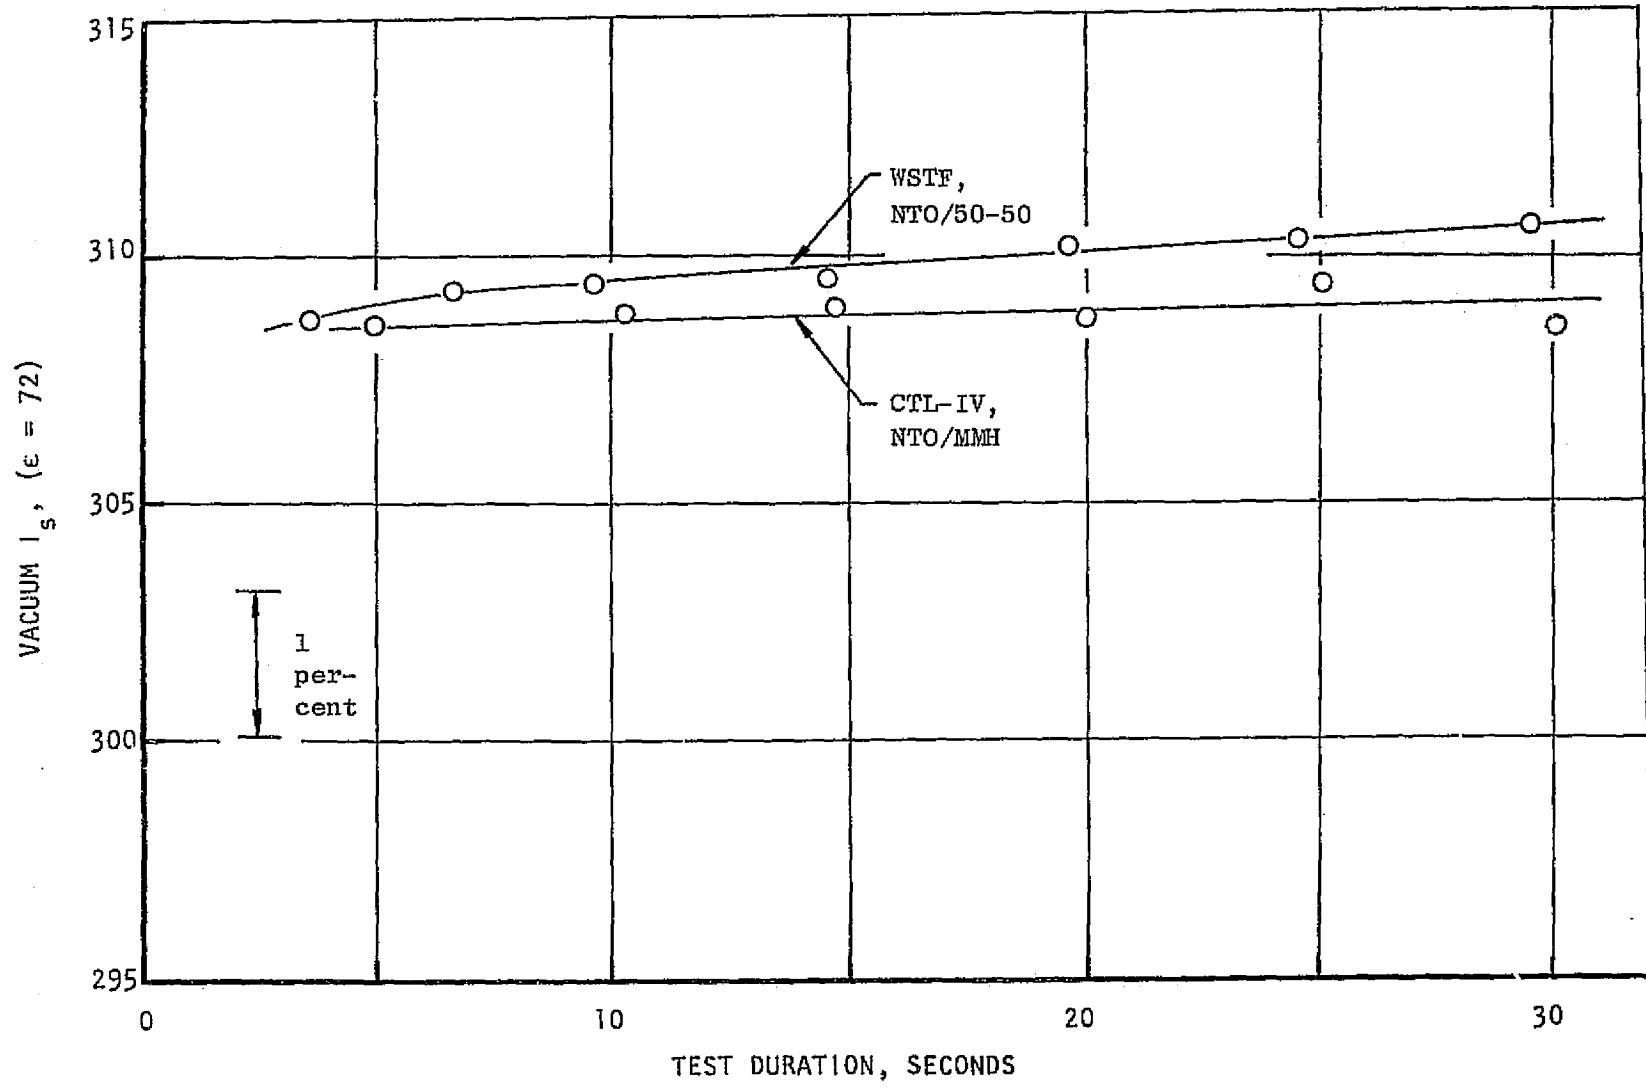 315
310
305
300
295
VACUUM I_s, (ε = 72)
WSTF,
NTO/50-50
CTL-IV,
NTO/MMH
1
per-
cent
0
10
20
30
TEST DURATION, SECONDS